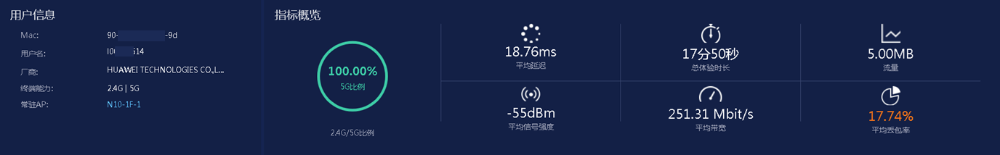 用户信息
Mac: 90- -9d
用户名: 514
厂商: HUAWEI TECHNOLOGIES CO.,L...
终端能力: 2.4G | 5G
常驻AP: N10-1F-1
指标概览
100.00%
5G比例
2.4G/5G比例
18.76ms
平均延迟
17分50秒
总体验时长
5.00MB
流量
-55dBm
平均信号强度
251.31 Mbit/s
平均带宽
17.74%
平均丢包率